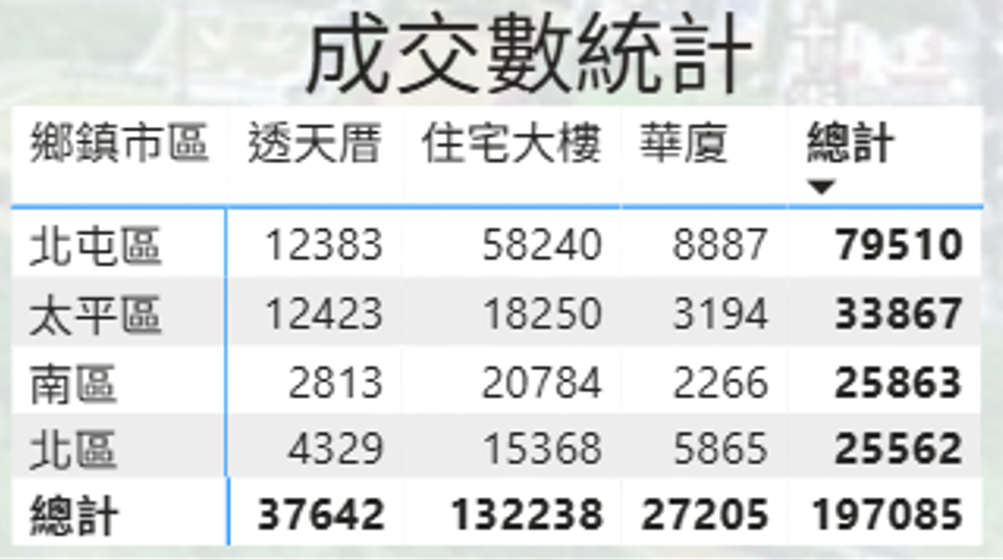 成交數統計
鄉鎮市區 透天厝 住宅大樓 華廈 總計
北屯區 12383 58240 8887 79510
太平區 12423 18250 3194 33867
南區 2813 20784 2266 25863
北區 4329 15368 5865 25562
總計 37642 132238 27205 197085